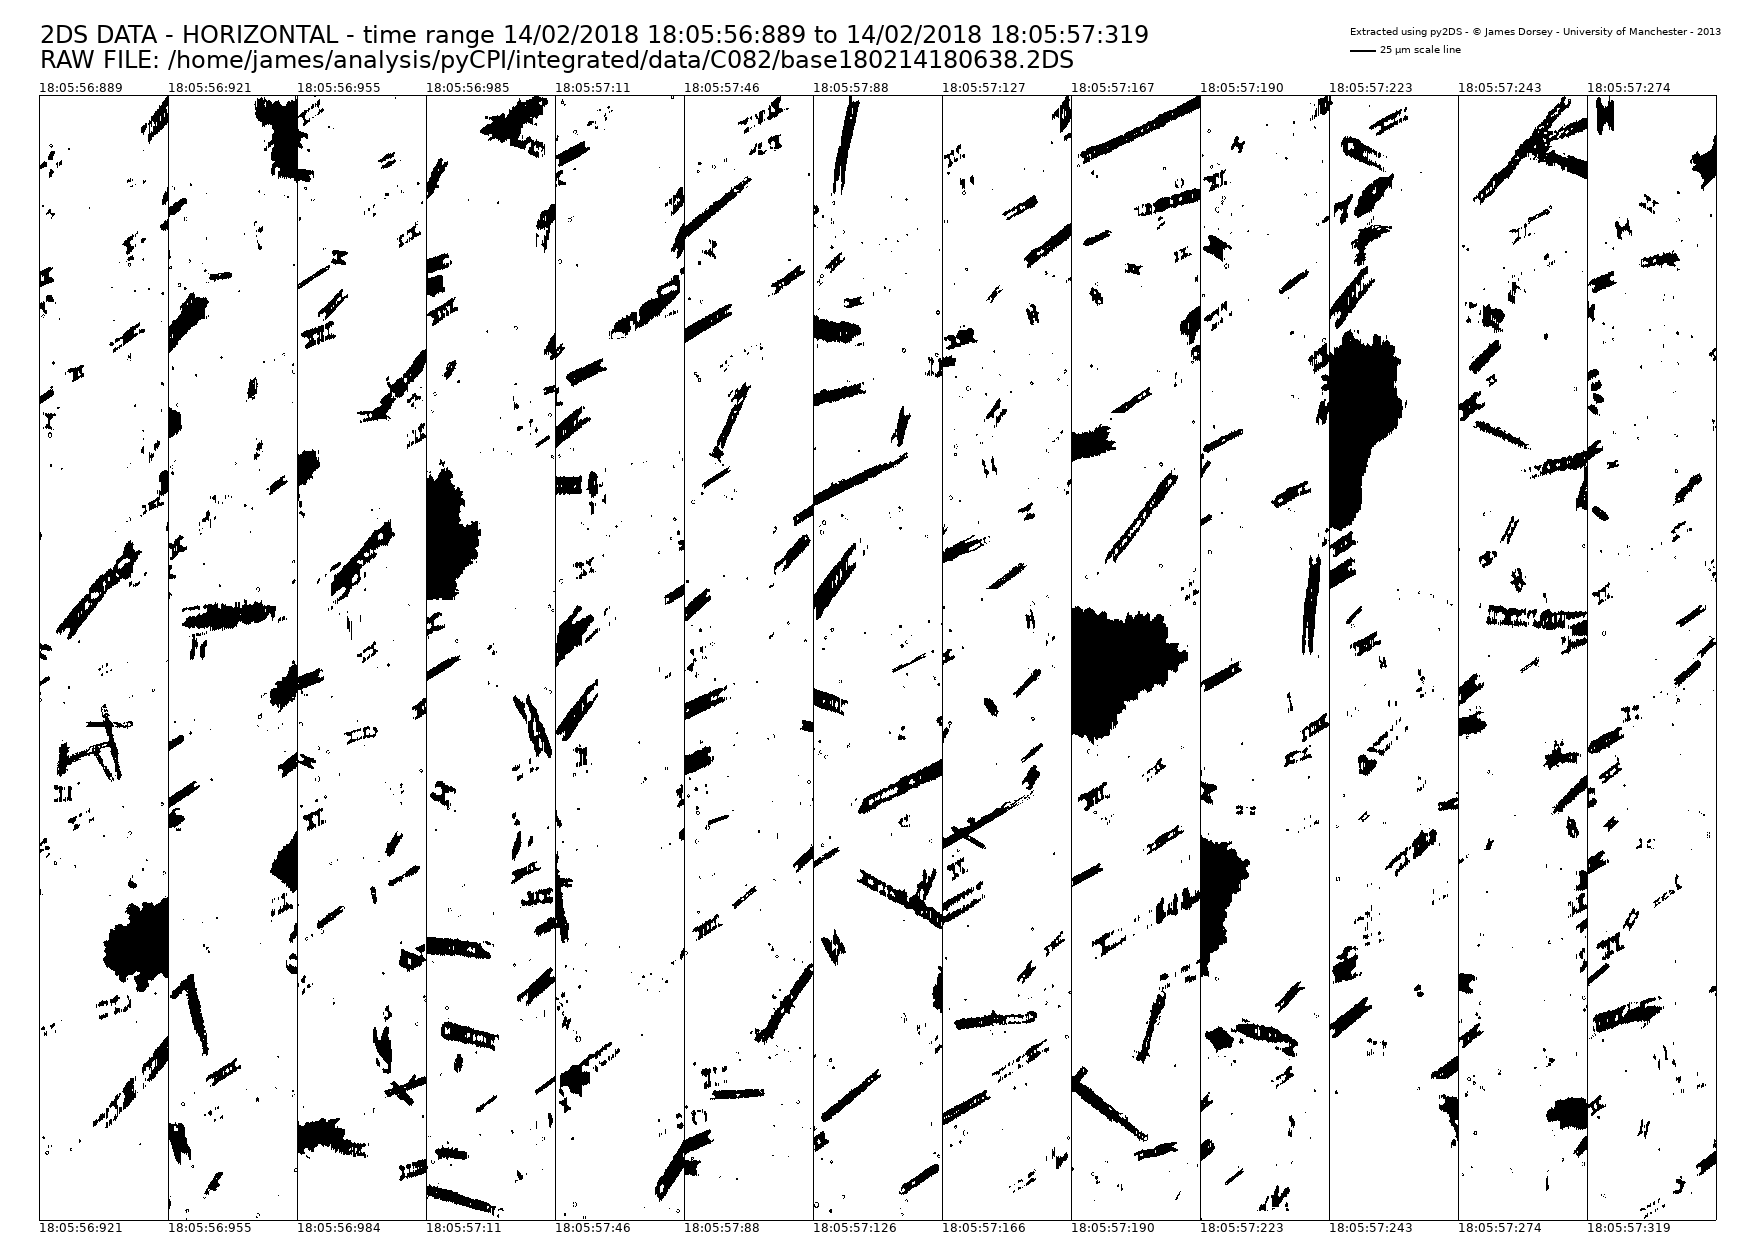 2DS DATA - HORIZONTAL - time range 14/02/2018 18:05:56:889 to 14/02/2018 18:05:57:319
RAW FILE: /home/james/analysis/pyCPI/integrated/data/C082/base180214180638.2DS
Extracted using py2DS - © James Dorsey - University of Manchester - 2013
25 µm scale line
18:05:56:889 18:05:56:921 18:05:56:955 18:05:56:985 18:05:57:11 18:05:57:46 18:05:57:88 18:05:57:127 18:05:57:167 18:05:57:190 18:05:57:223 18:05:57:243 18:05:57:274
18:05:56:921 18:05:56:955 18:05:56:984 18:05:57:11 18:05:57:46 18:05:57:88 18:05:57:126 18:05:57:166 18:05:57:190 18:05:57:223 18:05:57:243 18:05:57:274 18:05:57:319